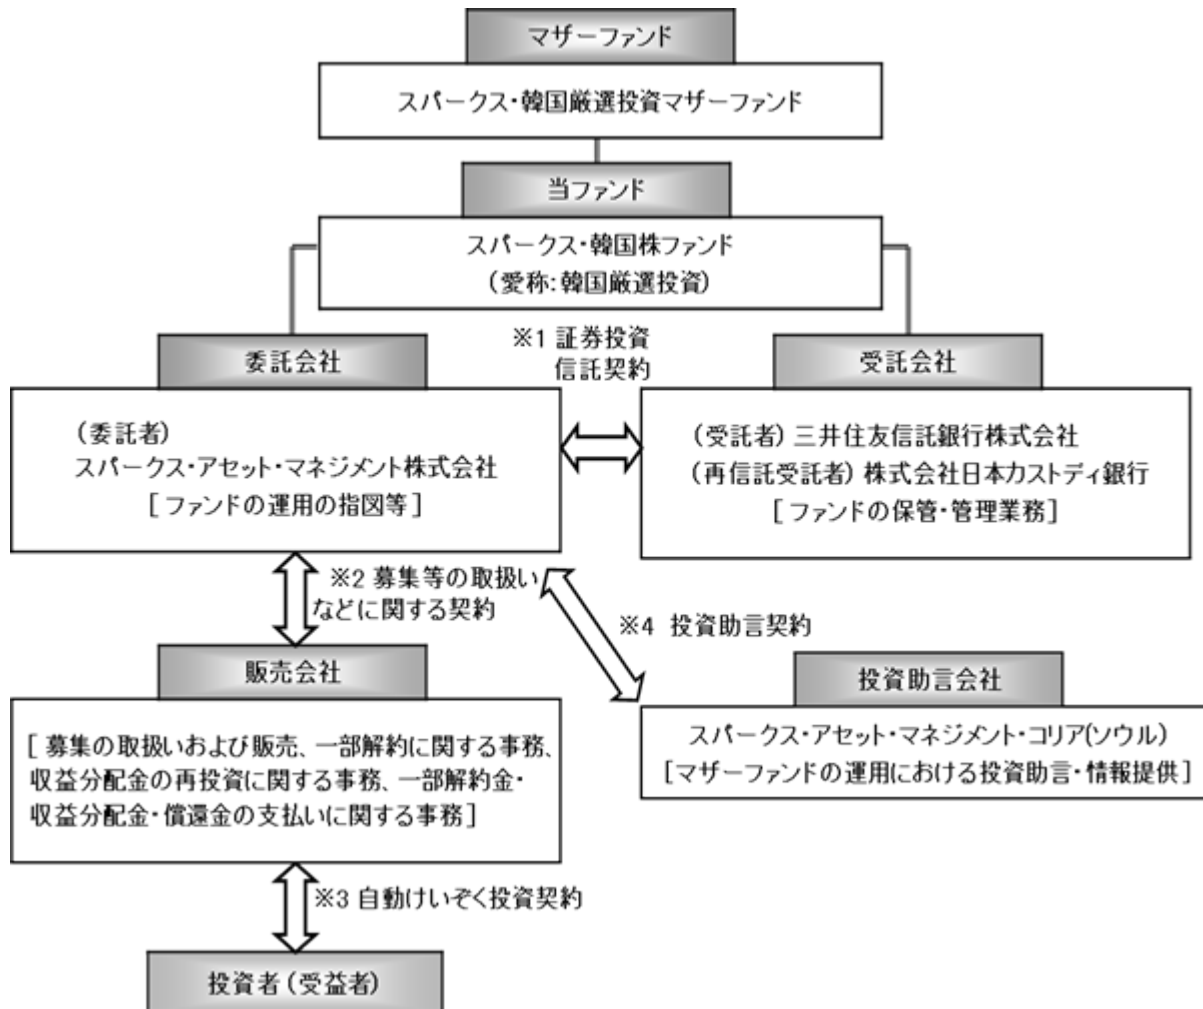 マザーファンド
スパークス・韓国厳選投資マザーファンド
当ファンド
スパークス・韓国株ファンド
(愛称:韓国厳選投資)
※1 証券投資
信託契約
委託会社
(委託者)
スパークス・アセット・マネジメント株式会社
[ファンドの運用の指図等]
受託会社
(受託者) 三井住友信託銀行株式会社
(再信託受託者) 株式会社日本カストディ銀行
[ファンドの保管・管理業務]
※2 募集等の取扱い
などに関する契約
※4 投資助言契約
販売会社
[募集の取扱いおよび販売、一部解約に関する事務、
収益分配金の再投資に関する事務、一部解約金・
収益分配金・償還金の支払いに関する事務]
投資助言会社
スパークス・アセット・マネジメント・コリア(ソウル)
[マザーファンドの運用における投資助言・情報提供]
※3 自動けいぞく投資契約
投資者(受益者)